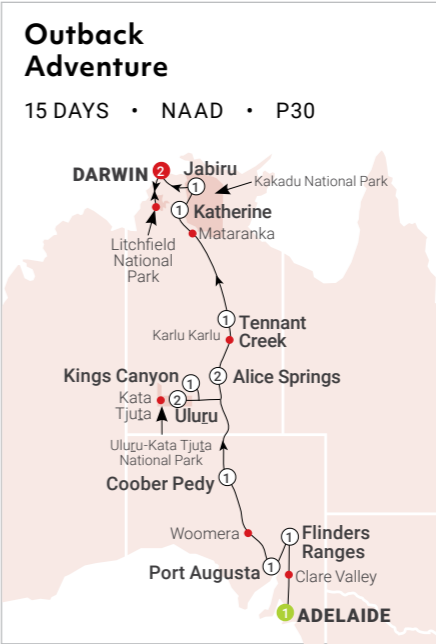 Outback
Adventure
15 DAYS • NAAD • P30
DARWIN 2
Jabiru
1
Kakadu National Park
1 Katherine
Mataranka
Litchfield
National
Park
1 Tennant
Creek
Karlu Karlu
2 Alice Springs
Kings Canyon 1
Kata
Tjuṯa
2
Uluṟu
Uluṟu-Kata Tjuṯa
National Park
Coober Pedy 1
Woomera
1 Flinders
Ranges
Port Augusta 1
Clare Valley
1 ADELAIDE